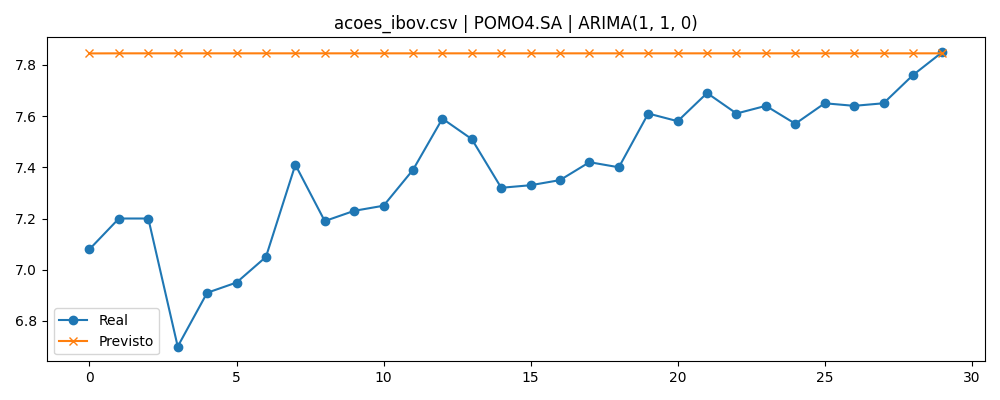 acoes_ibov.csv | POMO4.SA | ARIMA(1, 1, 0)
7.8
7.6
7.4
7.2
7.0
6.8
Real
Previsto
0 5 10 15 20 25 30